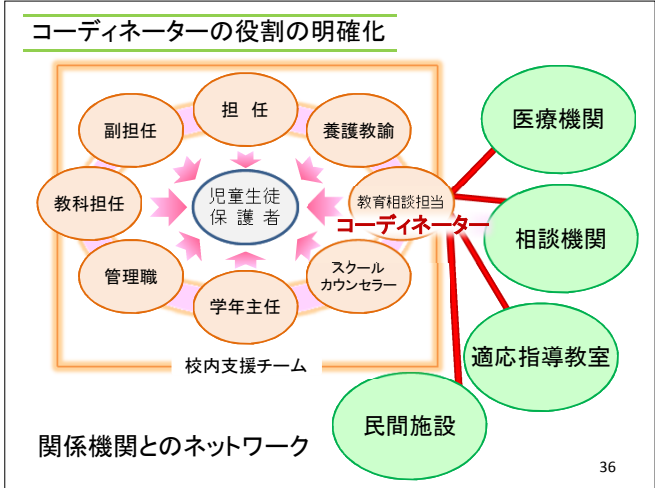 コーディネーターの役割の明確化
担 任
副担任
養護教諭
医療機関
教科担任
児童生徒
保 護 者
教育相談担当
コーディネーター
相談機関
管理職
学年主任
スクール
カウンセラー
校内支援チーム
適応指導教室
民間施設
関係機関とのネットワーク
36